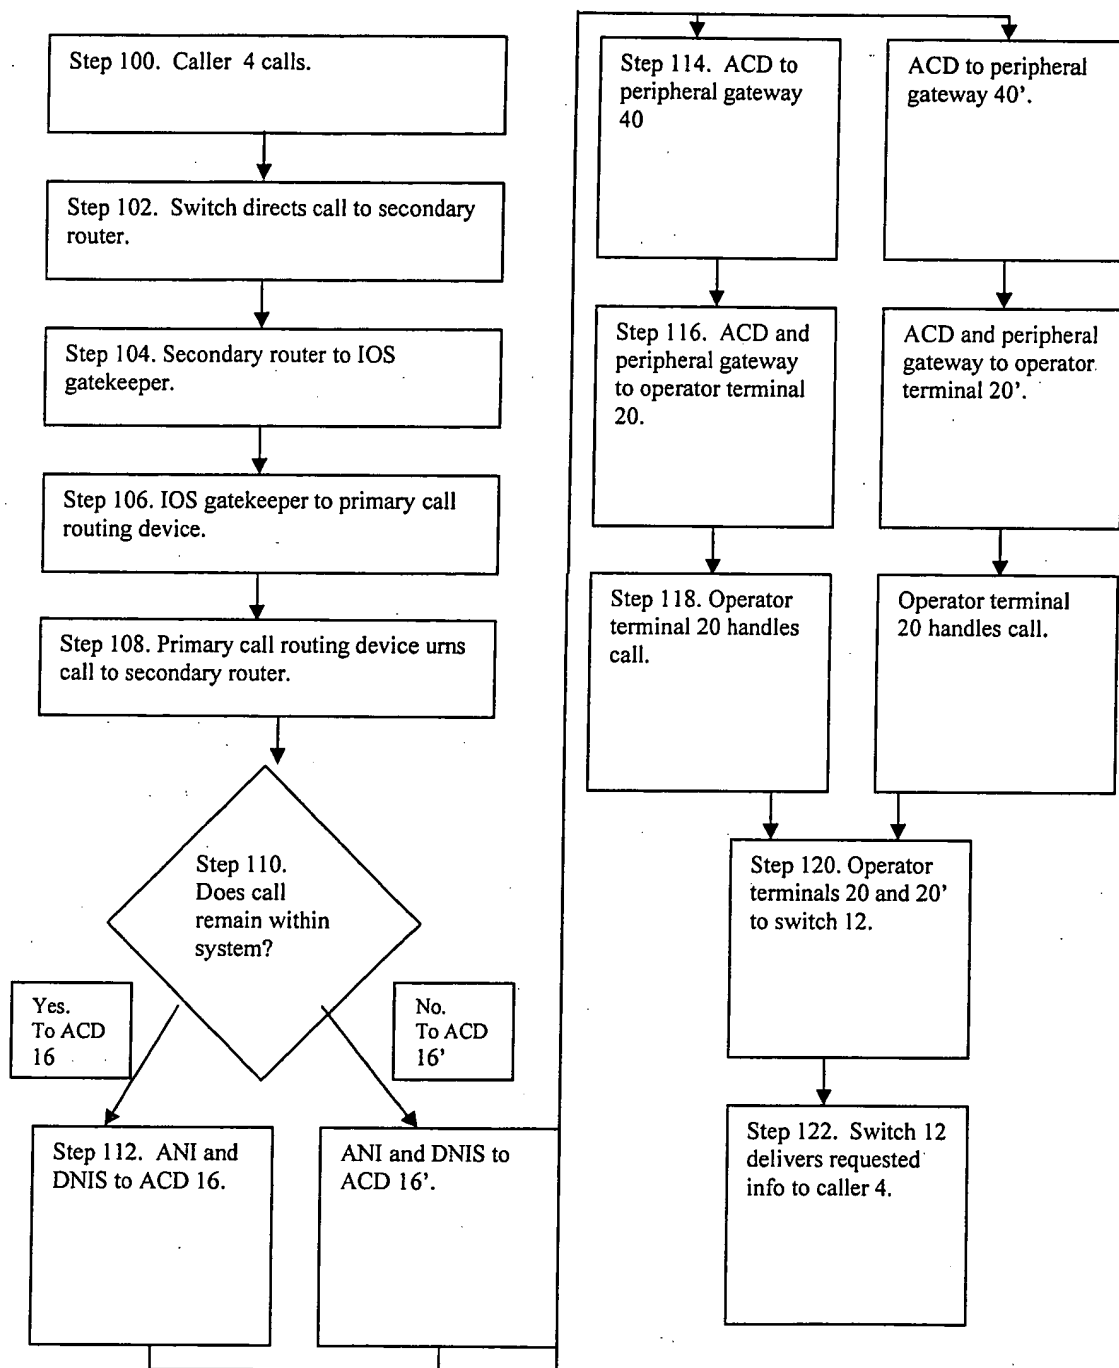 Step 100. Caller 4 calls.
Step 102. Switch directs call to secondary
router.
Step 104. Secondary router to IOS
gatekeeper.
Step 106. IOS gatekeeper to primary call
routing device.
Step 108. Primary call routing device urns
call to secondary router.
Step 110.
Does call
remain within
system?
Yes.
To ACD
16
No.
To ACD
16’
Step 112. ANI and
DNIS to ACD 16.
ANI and DNIS to
ACD 16’.
Step 114. ACD to
peripheral gateway
40
ACD to peripheral
gateway 40’.
Step 116. ACD and
peripheral gateway
to operator terminal
20.
ACD and peripheral
gateway to operator
terminal 20’.
Step 118. Operator
terminal 20 handles
call.
Operator terminal
20 handles call.
Step 120. Operator
terminals 20 and 20’
to switch 12.
Step 122. Switch 12
delivers requested
info to caller 4.